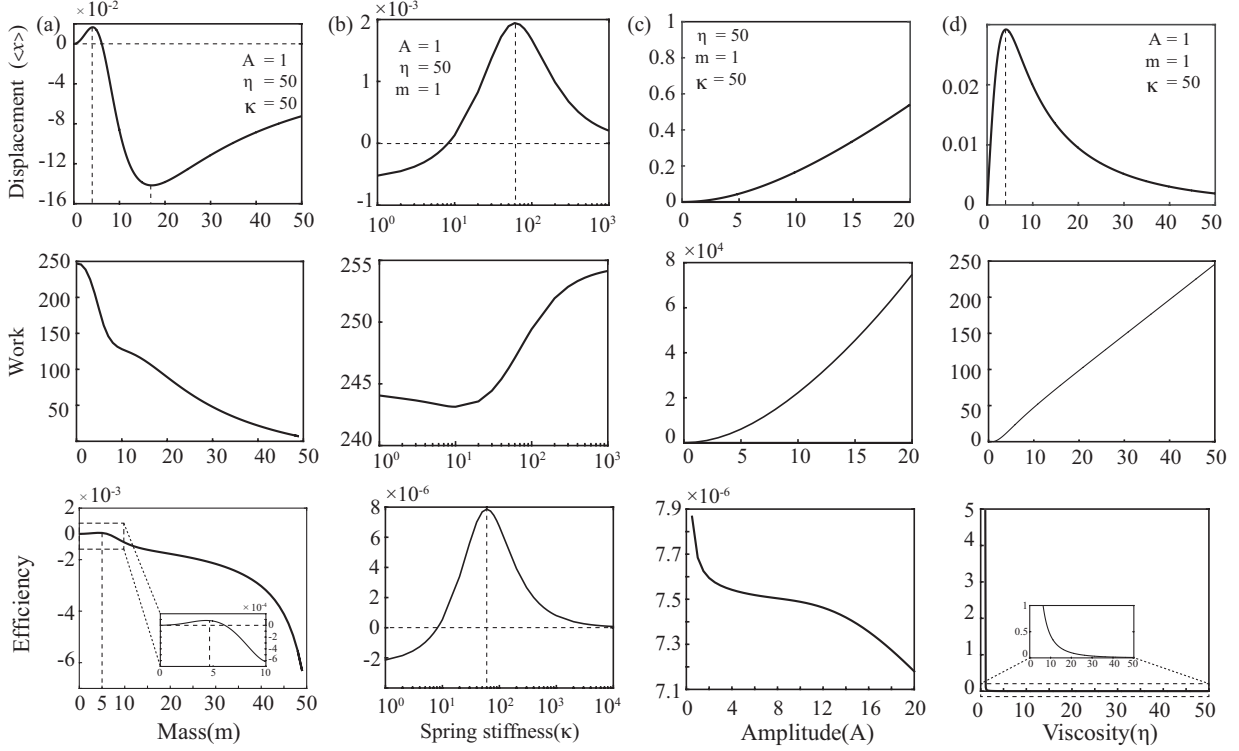 (a)
×10⁻²
0
-4
-8
-12
-16
0 10 20 30 40 50
A = 1
η = 50
κ = 50
Displacement (<x>)
(b)
×10⁻³
2
1
0
-1
10⁰ 10¹ 10² 10³
A = 1
η = 50
m = 1
(c)
1
0.8
0.6
0.4
0.2
0
0 5 10 15 20
η = 50
m = 1
κ = 50
(d)
0.02
0.01
0
0 10 20 30 40 50
A = 1
m = 1
κ = 50
Work
250
200
150
100
50
0 10 20 30 40 50
255
250
245
240
10⁰ 10¹ 10² 10³
×10⁴
8
6
4
2
0
0 5 10 15 20
250
200
150
100
50
0
0 10 20 30 40 50
Efficiency
×10⁻³
2
0
-2
-4
-6
0 5 10 20 30 40 50
×10⁻⁴
0
-2
-4
-6
0 5 10
Mass(m)
×10⁻⁶
8
6
4
2
0
-2
10⁰ 10¹ 10² 10³ 10⁴
Spring stiffness(κ)
×10⁻⁶
7.9
7.7
7.5
7.3
7.1
0 4 8 12 16 20
Amplitude(A)
5
4
3
2
1
0
0 10 20 30 40 50
1
0.5
0
0 10 20 30 40 50
Viscosity(η)